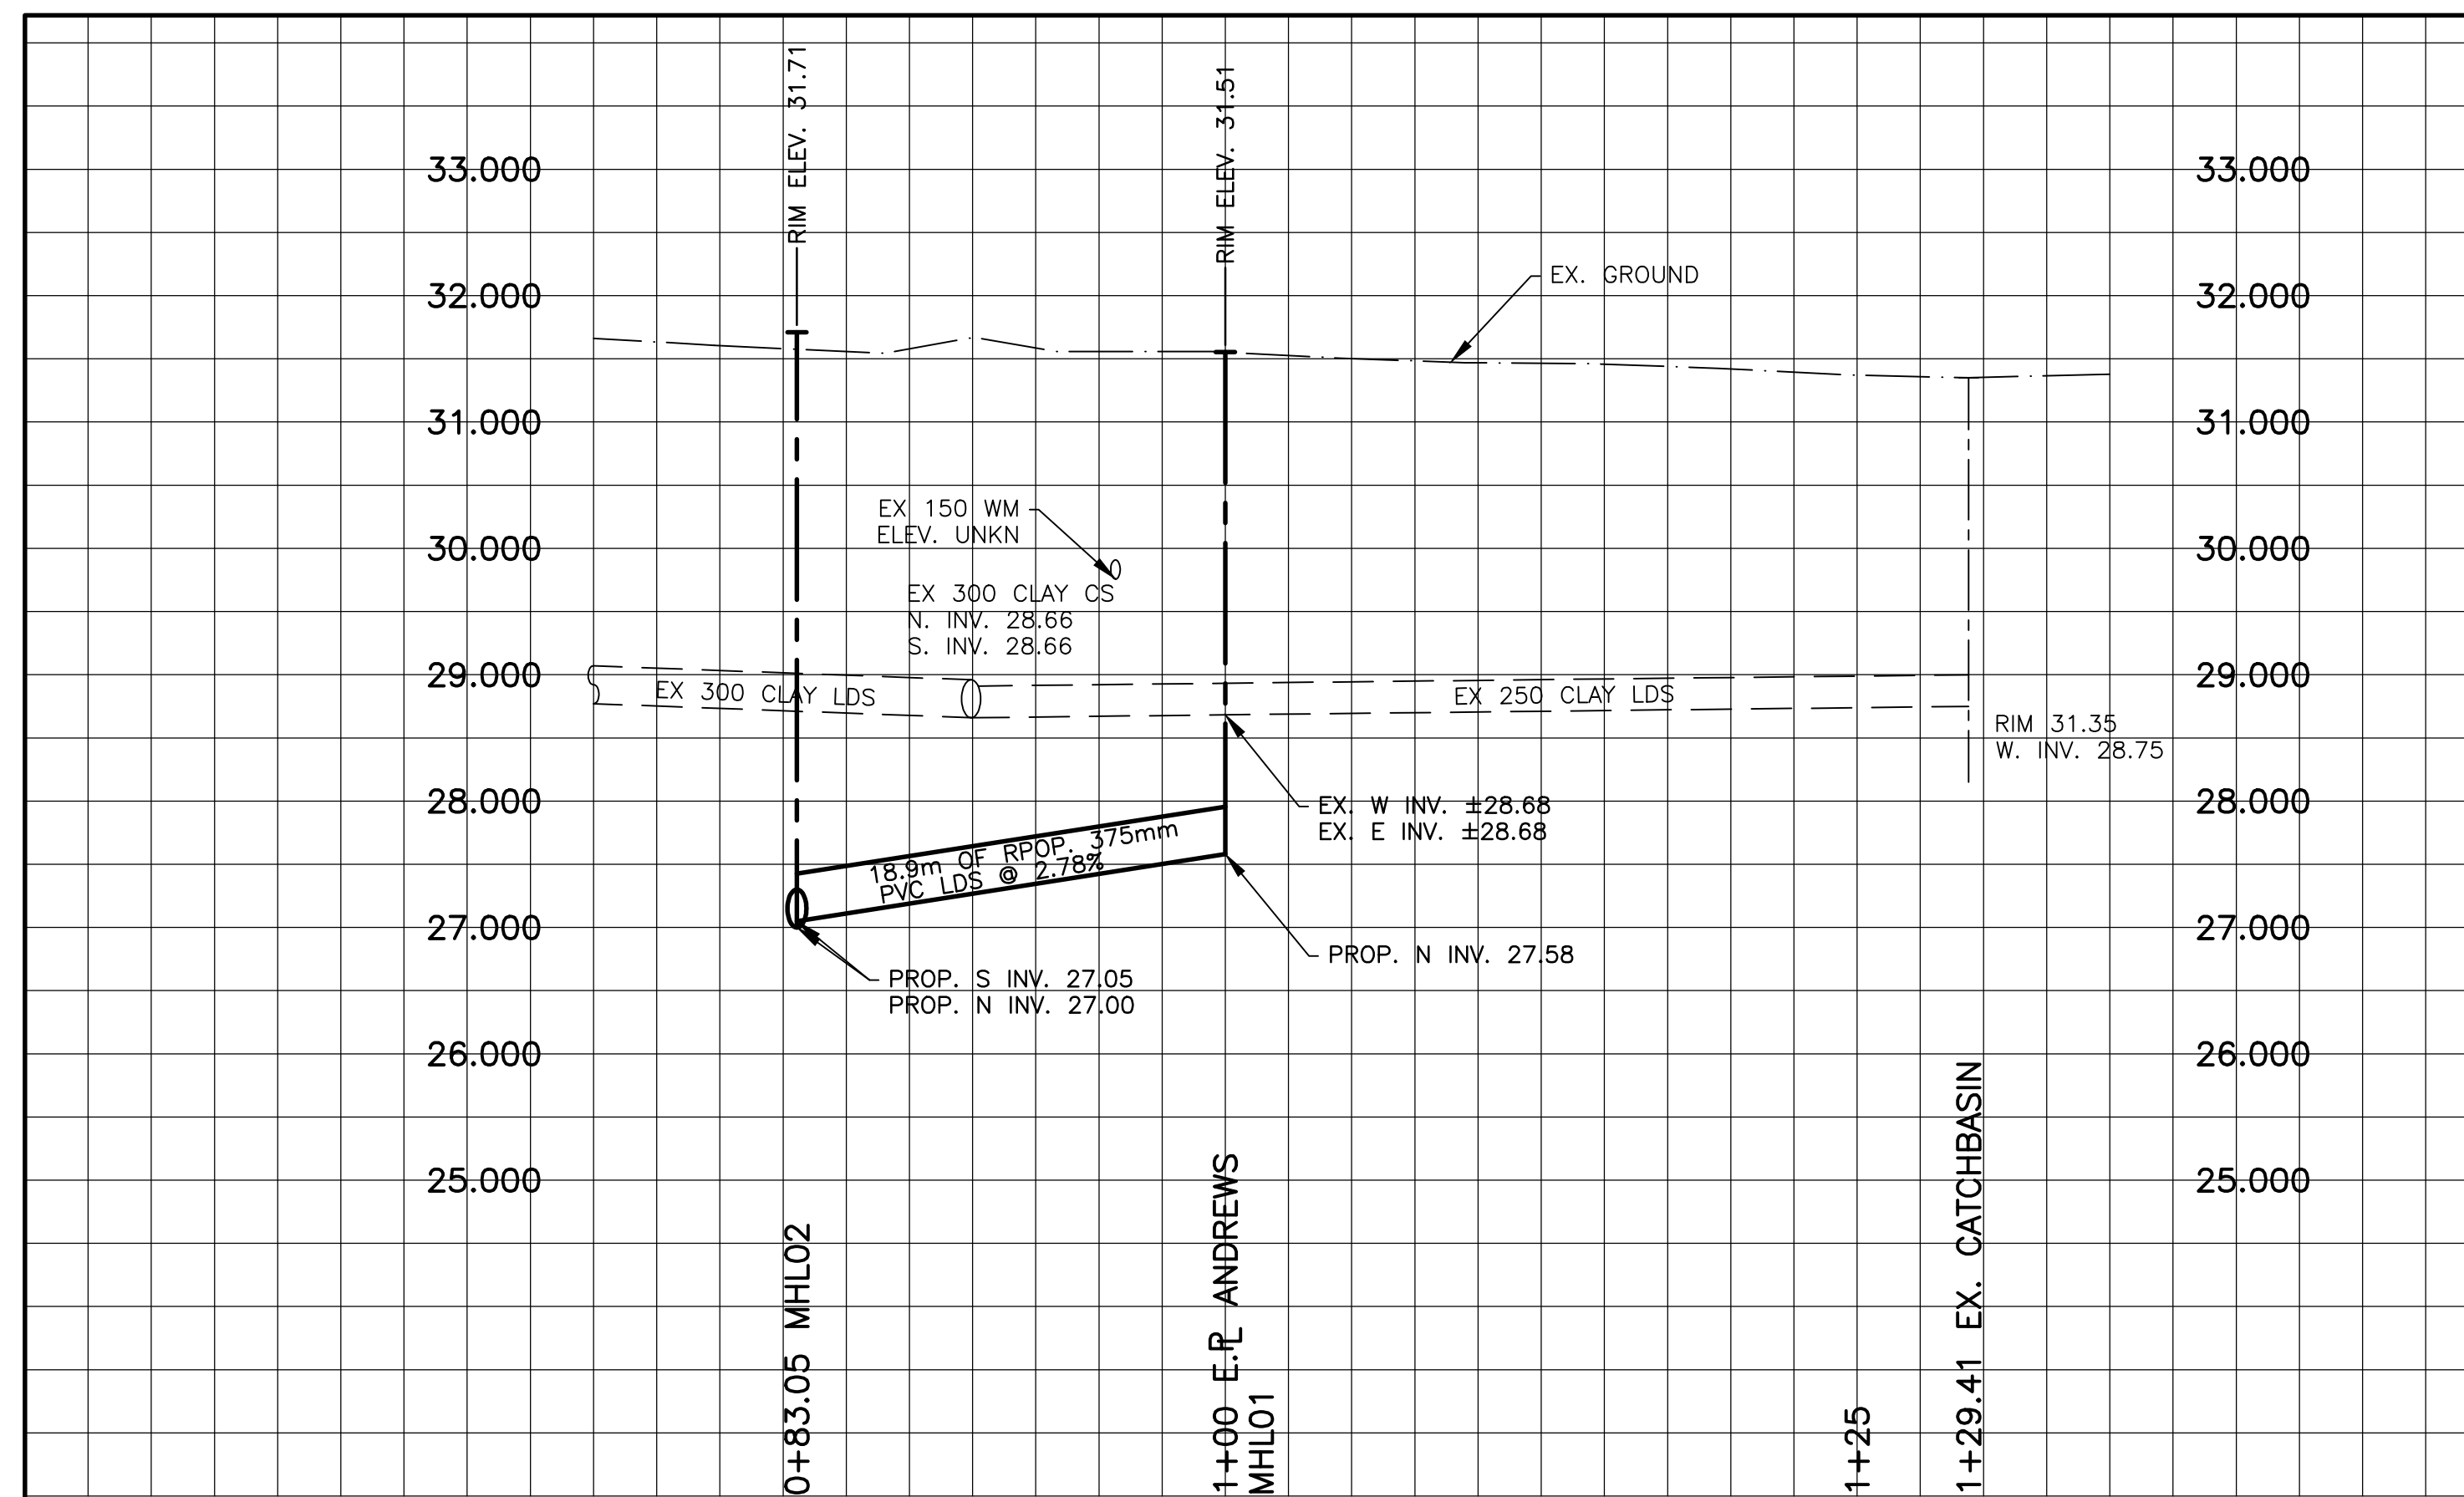 RIM ELEV. 31.71
RIM ELEV. 31.51
33.000
33.000
EX. GROUND
32.000
32.000
31.000
31.000
EX 150 WM
ELEV. UNKN
30.000
30.000
EX 300 CLAY CS
N. INV. 28.66
S. INV. 28.66
29.000
EX 300 CLAY LDS
EX 250 CLAY LDS
29.000
RIM 31.35
W. INV. 28.75
28.000
EX. W INV. ±28.68
EX. E INV. ±28.68
28.000
18.9m OF RPOP. 375mm
PVC LDS @ 2.78%
27.000
27.000
PROP. N INV. 27.58
PROP. S INV. 27.05
PROP. N INV. 27.00
26.000
26.000
25.000
25.000
0+83.05 MHL02
1+00 E.PL ANDREWS
MHL01
1+25
1+29.41 EX. CATCHBASIN